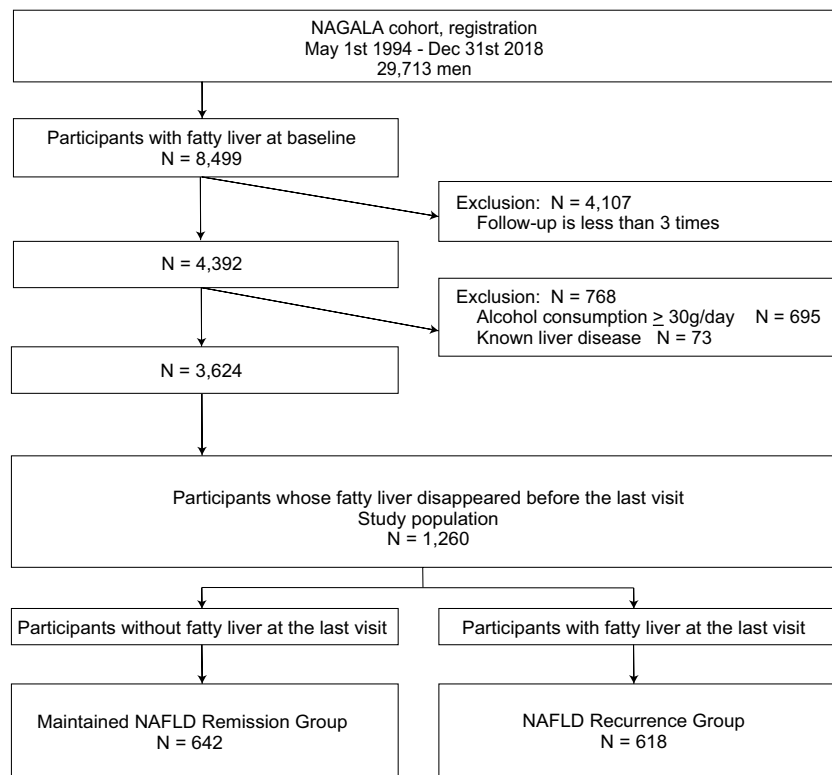 NAGALA cohort, registration
May 1st 1994 - Dec 31st 2018
29,713 men
Participants with fatty liver at baseline
N = 8,499
Exclusion:  N = 4,107
Follow-up is less than 3 times
N = 4,392
Exclusion:  N = 768
Alcohol consumption ≥ 30g/day    N = 695
Known liver disease   N = 73
N = 3,624
Participants whose fatty liver disappeared before the last visit
Study population
N = 1,260
Participants without fatty liver at the last visit
Participants with fatty liver at the last visit
Maintained NAFLD Remission Group
N = 642
NAFLD Recurrence Group
N = 618